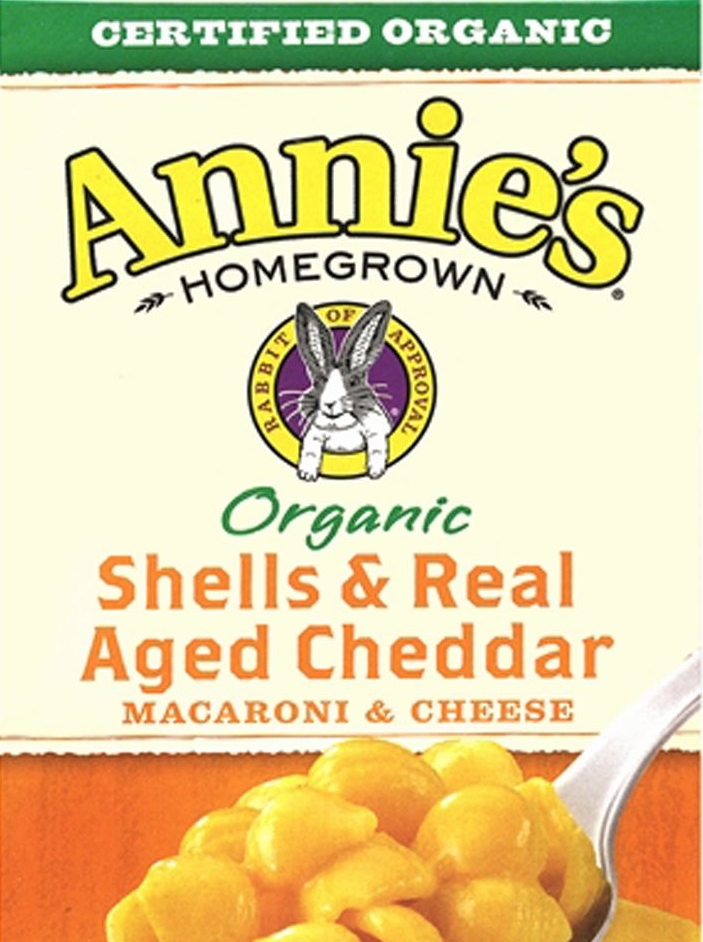 CERTIFIED ORGANIC
Annie's
HOMEGROWN
RABBIT OF APPROVAL
Organic
Shells & Real
Aged Cheddar
MACARONI & CHEESE